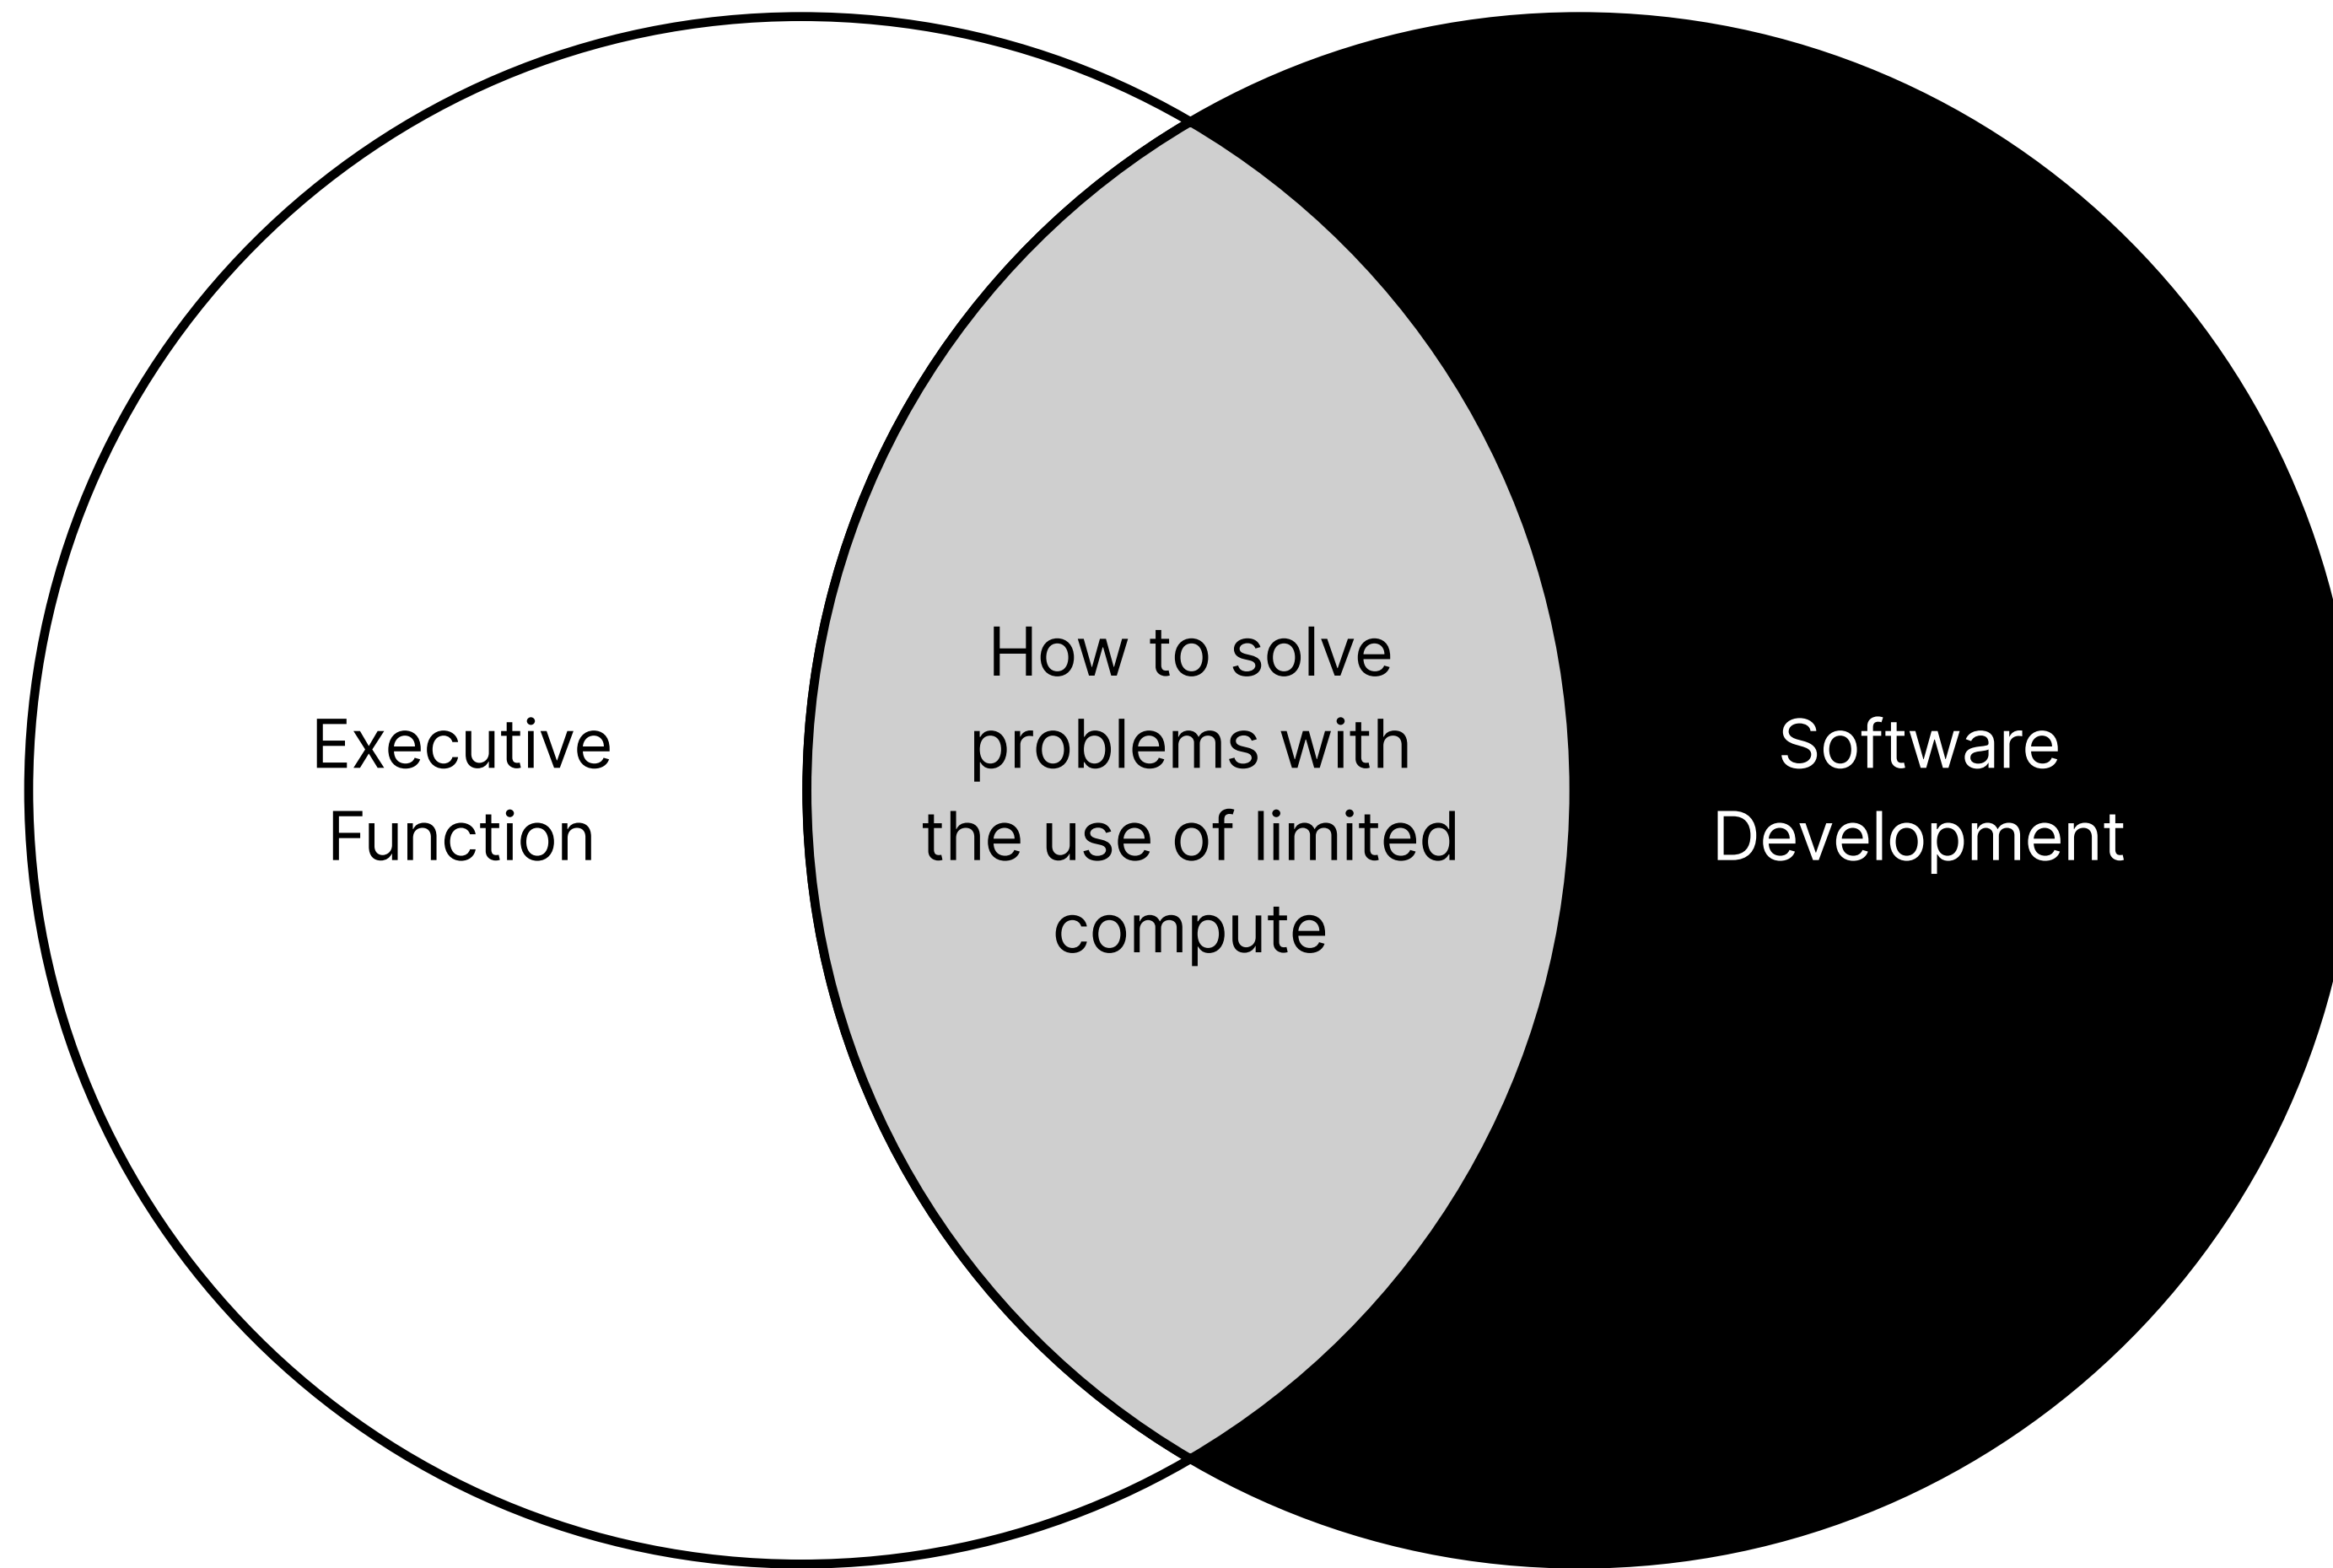 Executive
Function
How to solve
problems with
the use of limited
compute
Software
Development